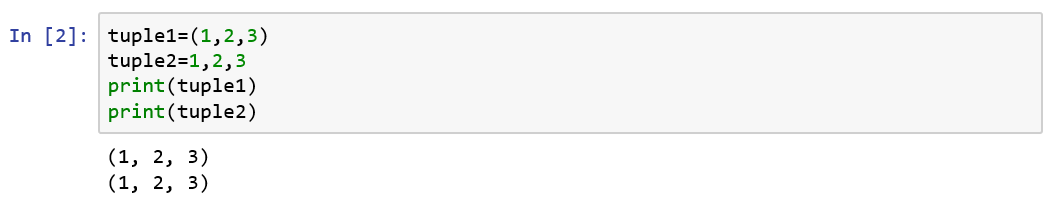 In [2]: tuple1=(1,2,3)
tuple2=1,2,3
print(tuple1)
print(tuple2)
(1, 2, 3)
(1, 2, 3)